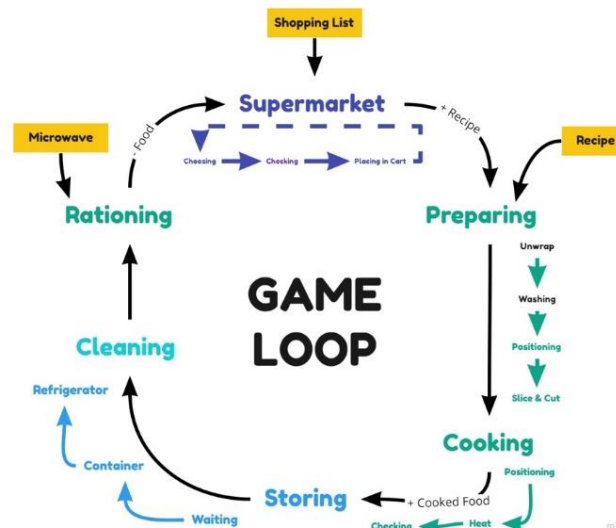 Shopping List
Supermarket
+ Recipe
- Food
Choosing
Checking
Placing in Cart
Microwave
Recipe
Rationing
Preparing
Unwrap
Washing
Positioning
Slice & Cut
GAME
LOOP
Cleaning
Refrigerator
Container
Waiting
Storing
+ Cooked Food
Cooking
Positioning
Heat
Checking